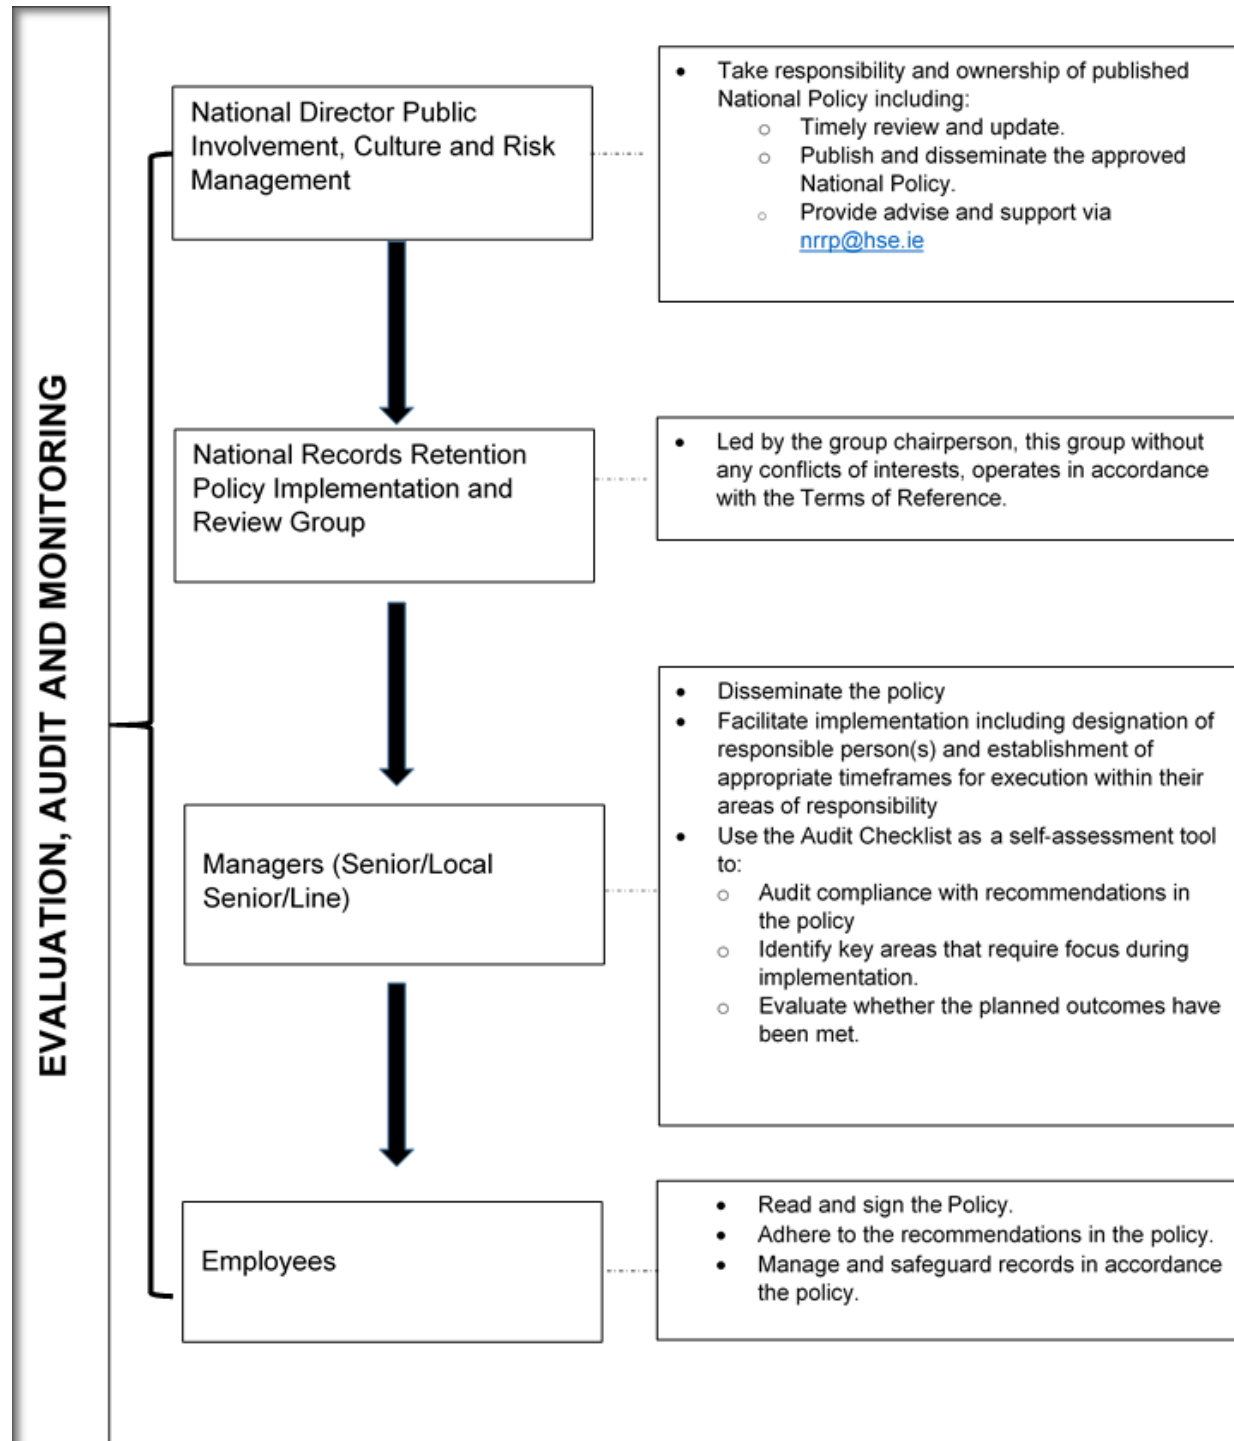 EVALUATION, AUDIT AND MONITORING
National Director Public
Involvement, Culture and Risk
Management
• Take responsibility and ownership of published
National Policy including:
o Timely review and update.
o Publish and disseminate the approved
National Policy.
o Provide advise and support via
nrrp@hse.ie
National Records Retention
Policy Implementation and
Review Group
• Led by the group chairperson, this group without
any conflicts of interests, operates in accordance
with the Terms of Reference.
Managers (Senior/Local
Senior/Line)
• Disseminate the policy
• Facilitate implementation including designation of
responsible person(s) and establishment of
appropriate timeframes for execution within their
areas of responsibility
• Use the Audit Checklist as a self-assessment tool
to:
o Audit compliance with recommendations in
the policy
o Identify key areas that require focus during
implementation.
o Evaluate whether the planned outcomes have
been met.
Employees
• Read and sign the Policy.
• Adhere to the recommendations in the policy.
• Manage and safeguard records in accordance
the policy.